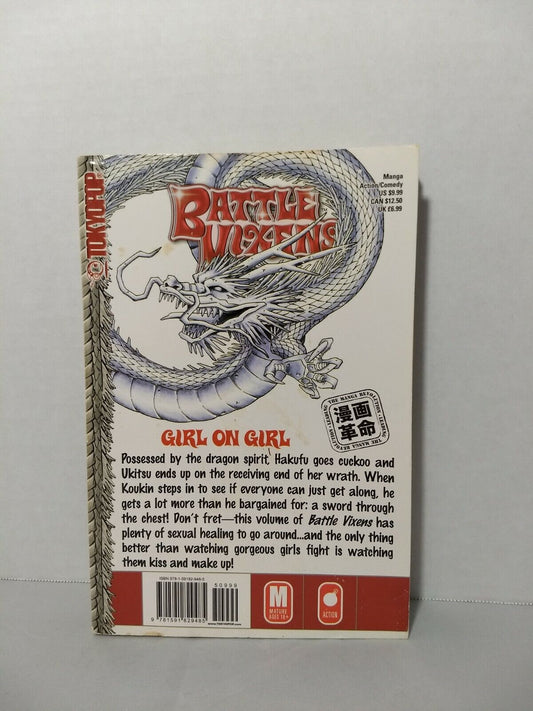 TOKYOPOP
BATTLE
VIXENS
Manga
Action/Comedy
US $9.99
CAN $12.50
UK £6.99
LEADING THE MANGA REVOLUTION
漫画
革命
GIRL ON GIRL
Possessed by the dragon spirit, Hakufu goes cuckoo and
Ukitsu ends up on the receiving end of her wrath. When
Koukin steps in to see if everyone can just get along, he
gets a lot more than he bargained for: a sword through
the chest! Don't fret—this volume of Battle Vixens has
plenty of sexual healing to go around...and the only thing
better than watching gorgeous girls fight is watching
them kiss and make up!
50999
9 781591 829485
M
MATURE
AGES 18+
ACTION